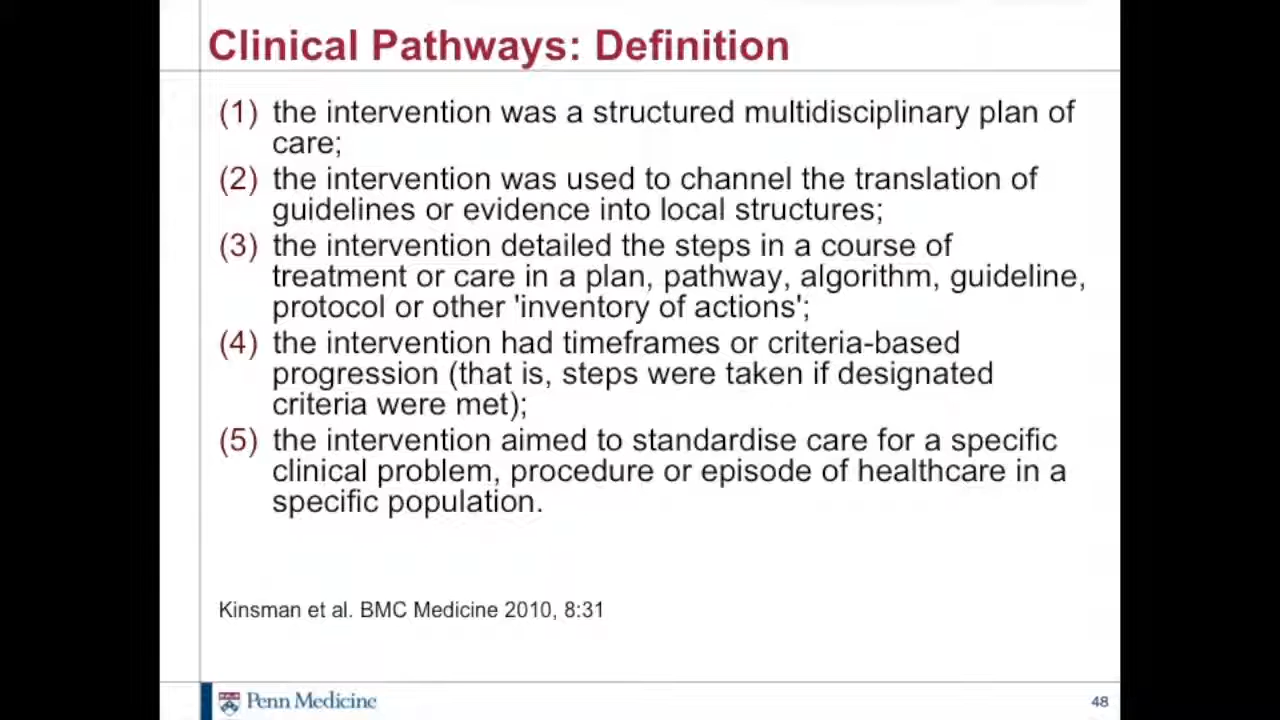 Clinical Pathways: Definition
(1) the intervention was a structured multidisciplinary plan of
care;
(2) the intervention was used to channel the translation of
guidelines or evidence into local structures;
(3) the intervention detailed the steps in a course of
treatment or care in a plan, pathway, algorithm, guideline,
protocol or other 'inventory of actions';
(4) the intervention had timeframes or criteria-based
progression (that is, steps were taken if designated
criteria were met);
(5) the intervention aimed to standardise care for a specific
clinical problem, procedure or episode of healthcare in a
specific population.
Kinsman et al. BMC Medicine 2010, 8:31
Penn Medicine
48